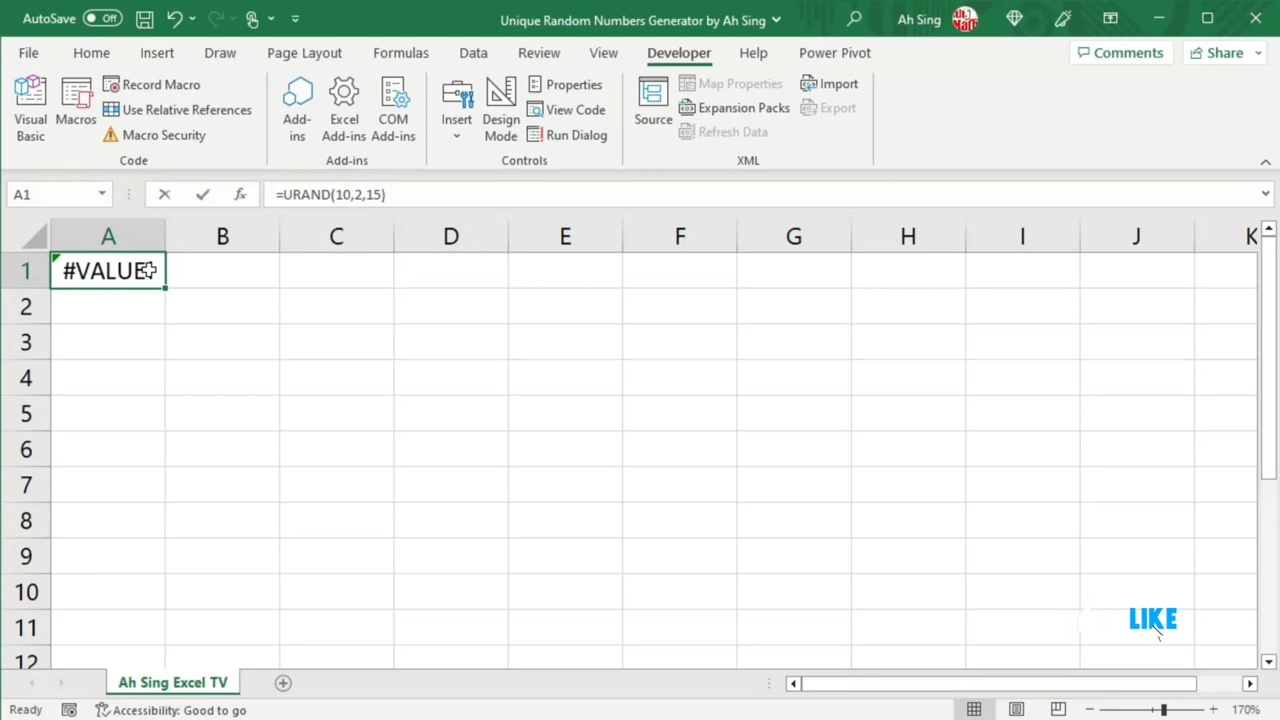 AutoSave Off
Unique Random Numbers Generator by Ah Sing
Ah Sing
File Home Insert Draw Page Layout Formulas Data Review View Developer Help Power Pivot Comments Share
Visual Basic
Macros
Record Macro
Use Relative References
Macro Security
Code
Add-ins
Excel Add-ins
COM Add-ins
Add-ins
Insert
Design Mode
Properties
View Code
Run Dialog
Controls
Source
Map Properties
Expansion Packs
Refresh Data
Import
Export
XML
A1 fx =URAND(10,2,15)
A B C D E F G H I J K
1 #VALUE
2
3
4
5
6
7
8
9
10
11
12
LIKE
Ah Sing Excel TV
Ready Accessibility: Good to go 170%